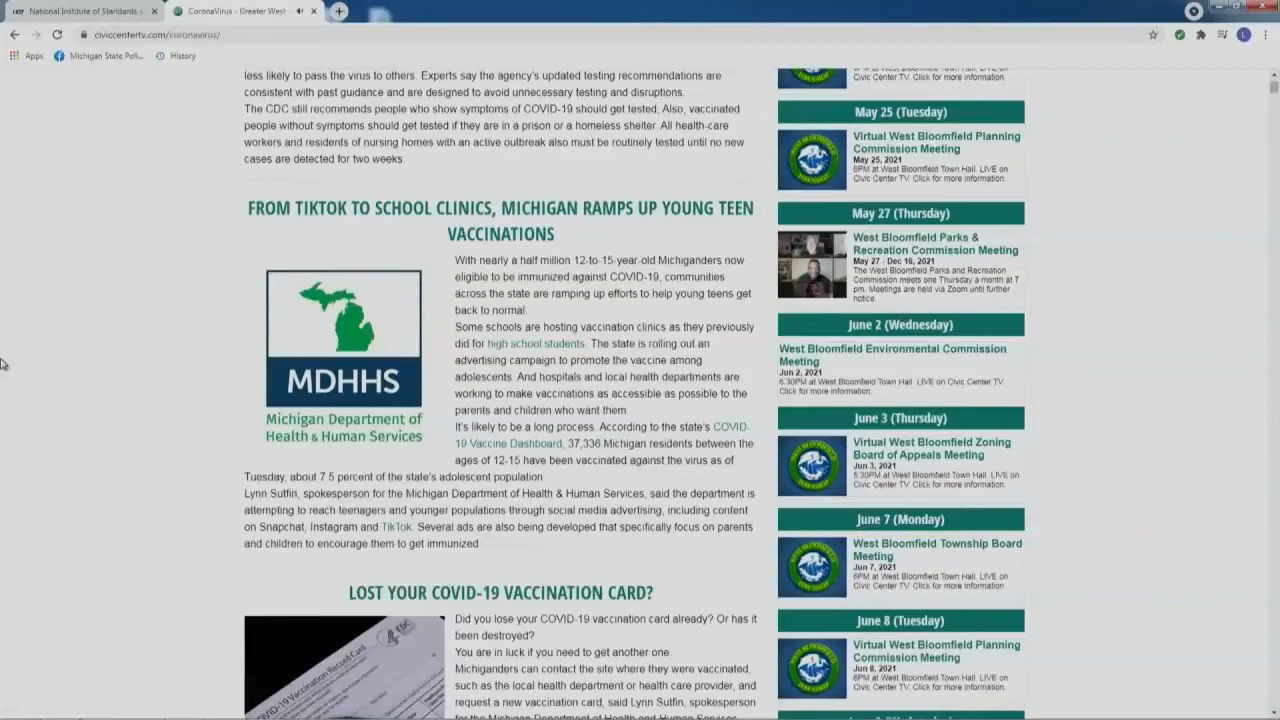 National Institute of Standards
CoronaVirus - Greater West
civiccentertv.com/coronavirus/
L
Apps
Michigan State Poli...
History
less likely to pass the virus to others. Experts say the agency's updated testing recommendations are
consistent with past guidance and are designed to avoid unnecessary testing and disruptions.
The CDC still recommends people who show symptoms of COVID-19 should get tested, Also, vaccinated
people without symptoms should get tested if they are in a prison or a homeless shelter. All health-care
workers and residents of nursing homes with an active outbreak also must be routinely tested until no new
cases are detected for two weeks.
FROM TIKTOK TO SCHOOL CLINICS, MICHIGAN RAMPS UP YOUNG TEEN
VACCINATIONS
MDHHS
Michigan Department of
Health & Human Services
With nearly a half million 12-to-15-year-old Michiganders now
eligible to be immunized against COVID-19, communities
across the state are ramping up efforts to help young teens get
back to normal.
Some schools are hosting vaccination clinics as they previously
did for high school students. The state is rolling out an
advertising campaign to promote the vaccine among
adolescents. And hospitals and local health departments are
working to make vaccinations as accessible as possible to the
parents and children who want them.
It's likely to be a long process. According to the state's COVID-
19 Vaccine Dashboard, 37,336 Michigan residents between the
ages of 12-15 have been vaccinated against the virus as of
Tuesday, about 7.5 percent of the state's adolescent population.
Lynn Sutfin, spokesperson for the Michigan Department of Health & Human Services, said the department is
attempting to reach teenagers and younger populations through social media advertising, including content
on Snapchat, Instagram and TikTok. Several ads are also being developed that specifically focus on parents
and children to encourage them to get immunized.
LOST YOUR COVID-19 VACCINATION CARD?
CDC
Did you lose your COVID-19 vaccination card already? Or has it
been destroyed?
You are in luck if you need to get another one.
Michiganders can contact the site where they were vaccinated,
such as the local health department or health care provider, and
request a new vaccination card, said Lynn Sutfin, spokesperson
for the Michigan Department of Health and Human Services.
Civic Center TV. Click for more information.
May 25 (Tuesday)
Virtual West Bloomfield Planning
Commission Meeting
May 25, 2021
6PM at West Bloomfield Town Hall. LIVE on
Civic Center TV. Click for more information.
May 27 (Thursday)
West Bloomfield Parks &
Recreation Commission Meeting
May 27 - Dec 16, 2021
The West Bloomfield Parks and Recreation
Commission meets one Thursday a month at 7
pm. Meetings are held via Zoom until further
notice.
June 2 (Wednesday)
West Bloomfield Environmental Commission
Meeting
Jun 2, 2021
6:30PM at West Bloomfield Town Hall. LIVE on Civic Center TV.
Click for more information.
June 3 (Thursday)
Virtual West Bloomfield Zoning
Board of Appeals Meeting
Jun 3, 2021
5:30PM at West Bloomfield Town Hall. LIVE on
Civic Center TV. Click for more information.
June 7 (Monday)
West Bloomfield Township Board
Meeting
Jun 7, 2021
6PM at West Bloomfield Town Hall. LIVE on
Civic Center TV. Click for more information.
June 8 (Tuesday)
Virtual West Bloomfield Planning
Commission Meeting
Jun 8, 2021
6PM at West Bloomfield Town Hall. LIVE on
Civic Center TV. Click for more information.